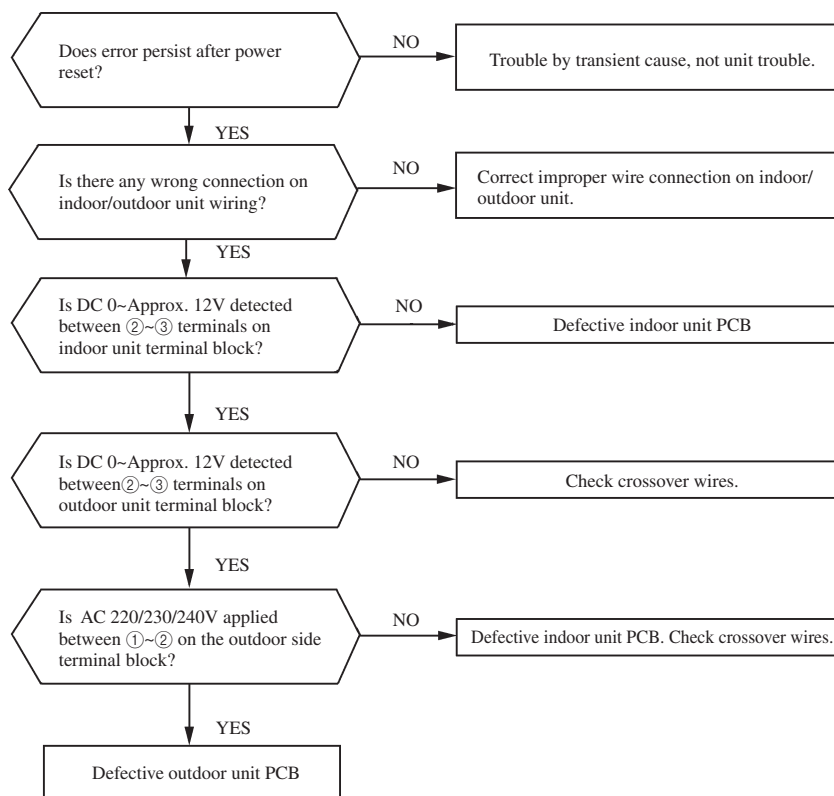 Does error persist after power
reset?
NO
Trouble by transient cause, not unit trouble.
YES
Is there any wrong connection on
indoor/outdoor unit wiring?
NO
Correct improper wire connection on indoor/
outdoor unit.
YES
Is DC 0~Approx. 12V detected
between ②~③ terminals on
indoor unit terminal block?
NO
Defective indoor unit PCB
YES
Is DC 0~Approx. 12V detected
between②~③ terminals on
outdoor unit terminal block?
NO
Check crossover wires.
YES
Is AC 220/230/240V applied
between ①~② on the outdoor side
terminal block?
NO
Defective indoor unit PCB. Check crossover wires.
YES
Defective outdoor unit PCB